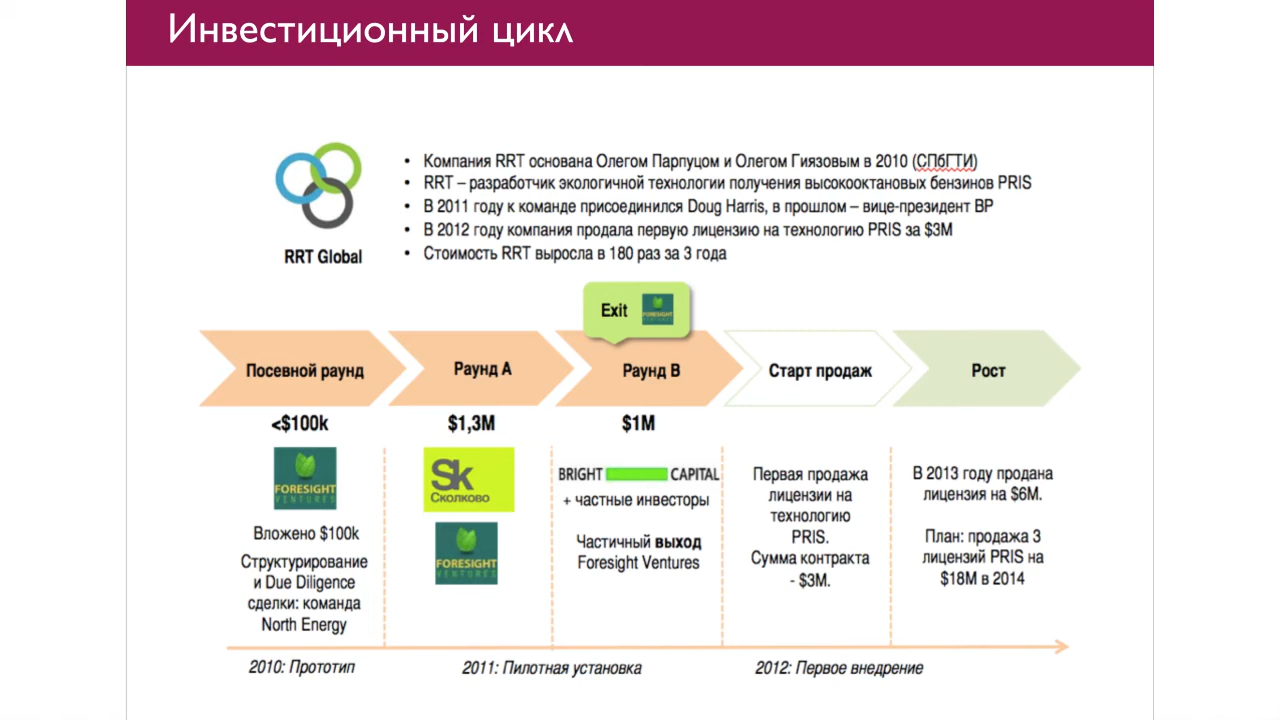 Инвестиционный цикл
• Компания RRT основана Олегом Парпуцом и Олегом Гиязовым в 2010 (СПбГТИ)
• RRT – разработчик экологичной технологии получения высокооктановых бензинов PRIS
• В 2011 году к команде присоединился Doug Harris, в прошлом – вице-президент BP
• В 2012 году компания продала первую лицензию на технологию PRIS за $3M
• Стоимость RRT выросла в 180 раз за 3 года
RRT Global
Exit FORESIGHT
Посевной раунд
Раунд А
Раунд В
Старт продаж
Рост
<$100k
$1,3M
$1M
FORESIGHT
VENTURES
Вложено $100k
Структурирование
и Due Diligence
сделки: команда
North Energy
Sk
Сколково
FORESIGHT
VENTURES
BRIGHT CAPITAL
+ частные инвесторы
Частичный выход
Foresight Ventures
Первая продажа
лицензии на
технологию
PRIS.
Сумма контракта
- $3M.
В 2013 году продана
лицензия на $6M.
План: продажа 3
лицензий PRIS на
$18M в 2014
2010: Прототип
2011: Пилотная установка
2012: Первое внедрение